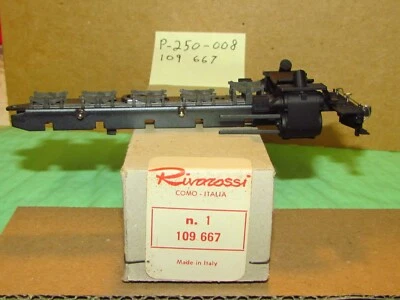 P-250-008
109 667
Rivarossi
COMO - ITALIA
n. 1
109 667
Made in Italy